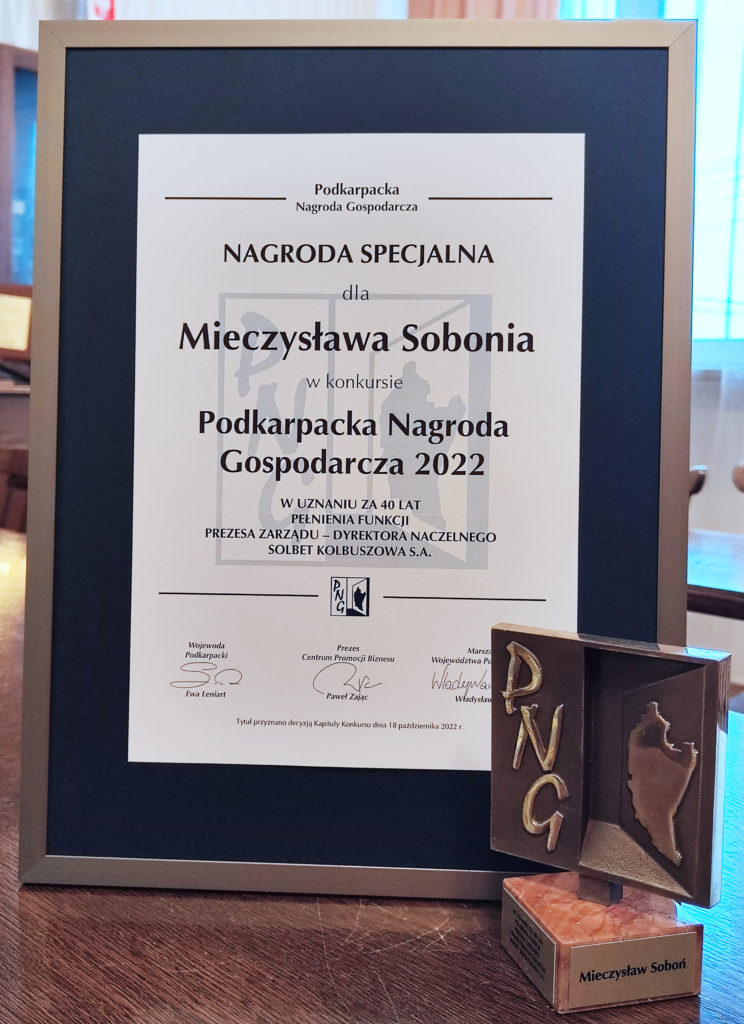 Podkarpacka
Nagroda Gospodarcza
NAGRODA SPECJALNA
dla
Mieczysława Sobonia
w konkursie
Podkarpacka Nagroda
Gospodarcza 2022
W UZNANIU ZA 40 LAT
PEŁNIENIA FUNKCJI
PREZESA ZARZĄDU – DYREKTORA NACZELNEGO
SOLBET KOLBUSZOWA S.A.
PNG
Wojewoda
Podkarpacki
Ewa Leniart
Prezes
Centrum Promocji Biznesu
Paweł Zając
Województwa
Władysław
Tytuł przyznano decyzją Kapituły Konkursu dnia 18 października 2022 r.
PNG
Mieczysław Soboń